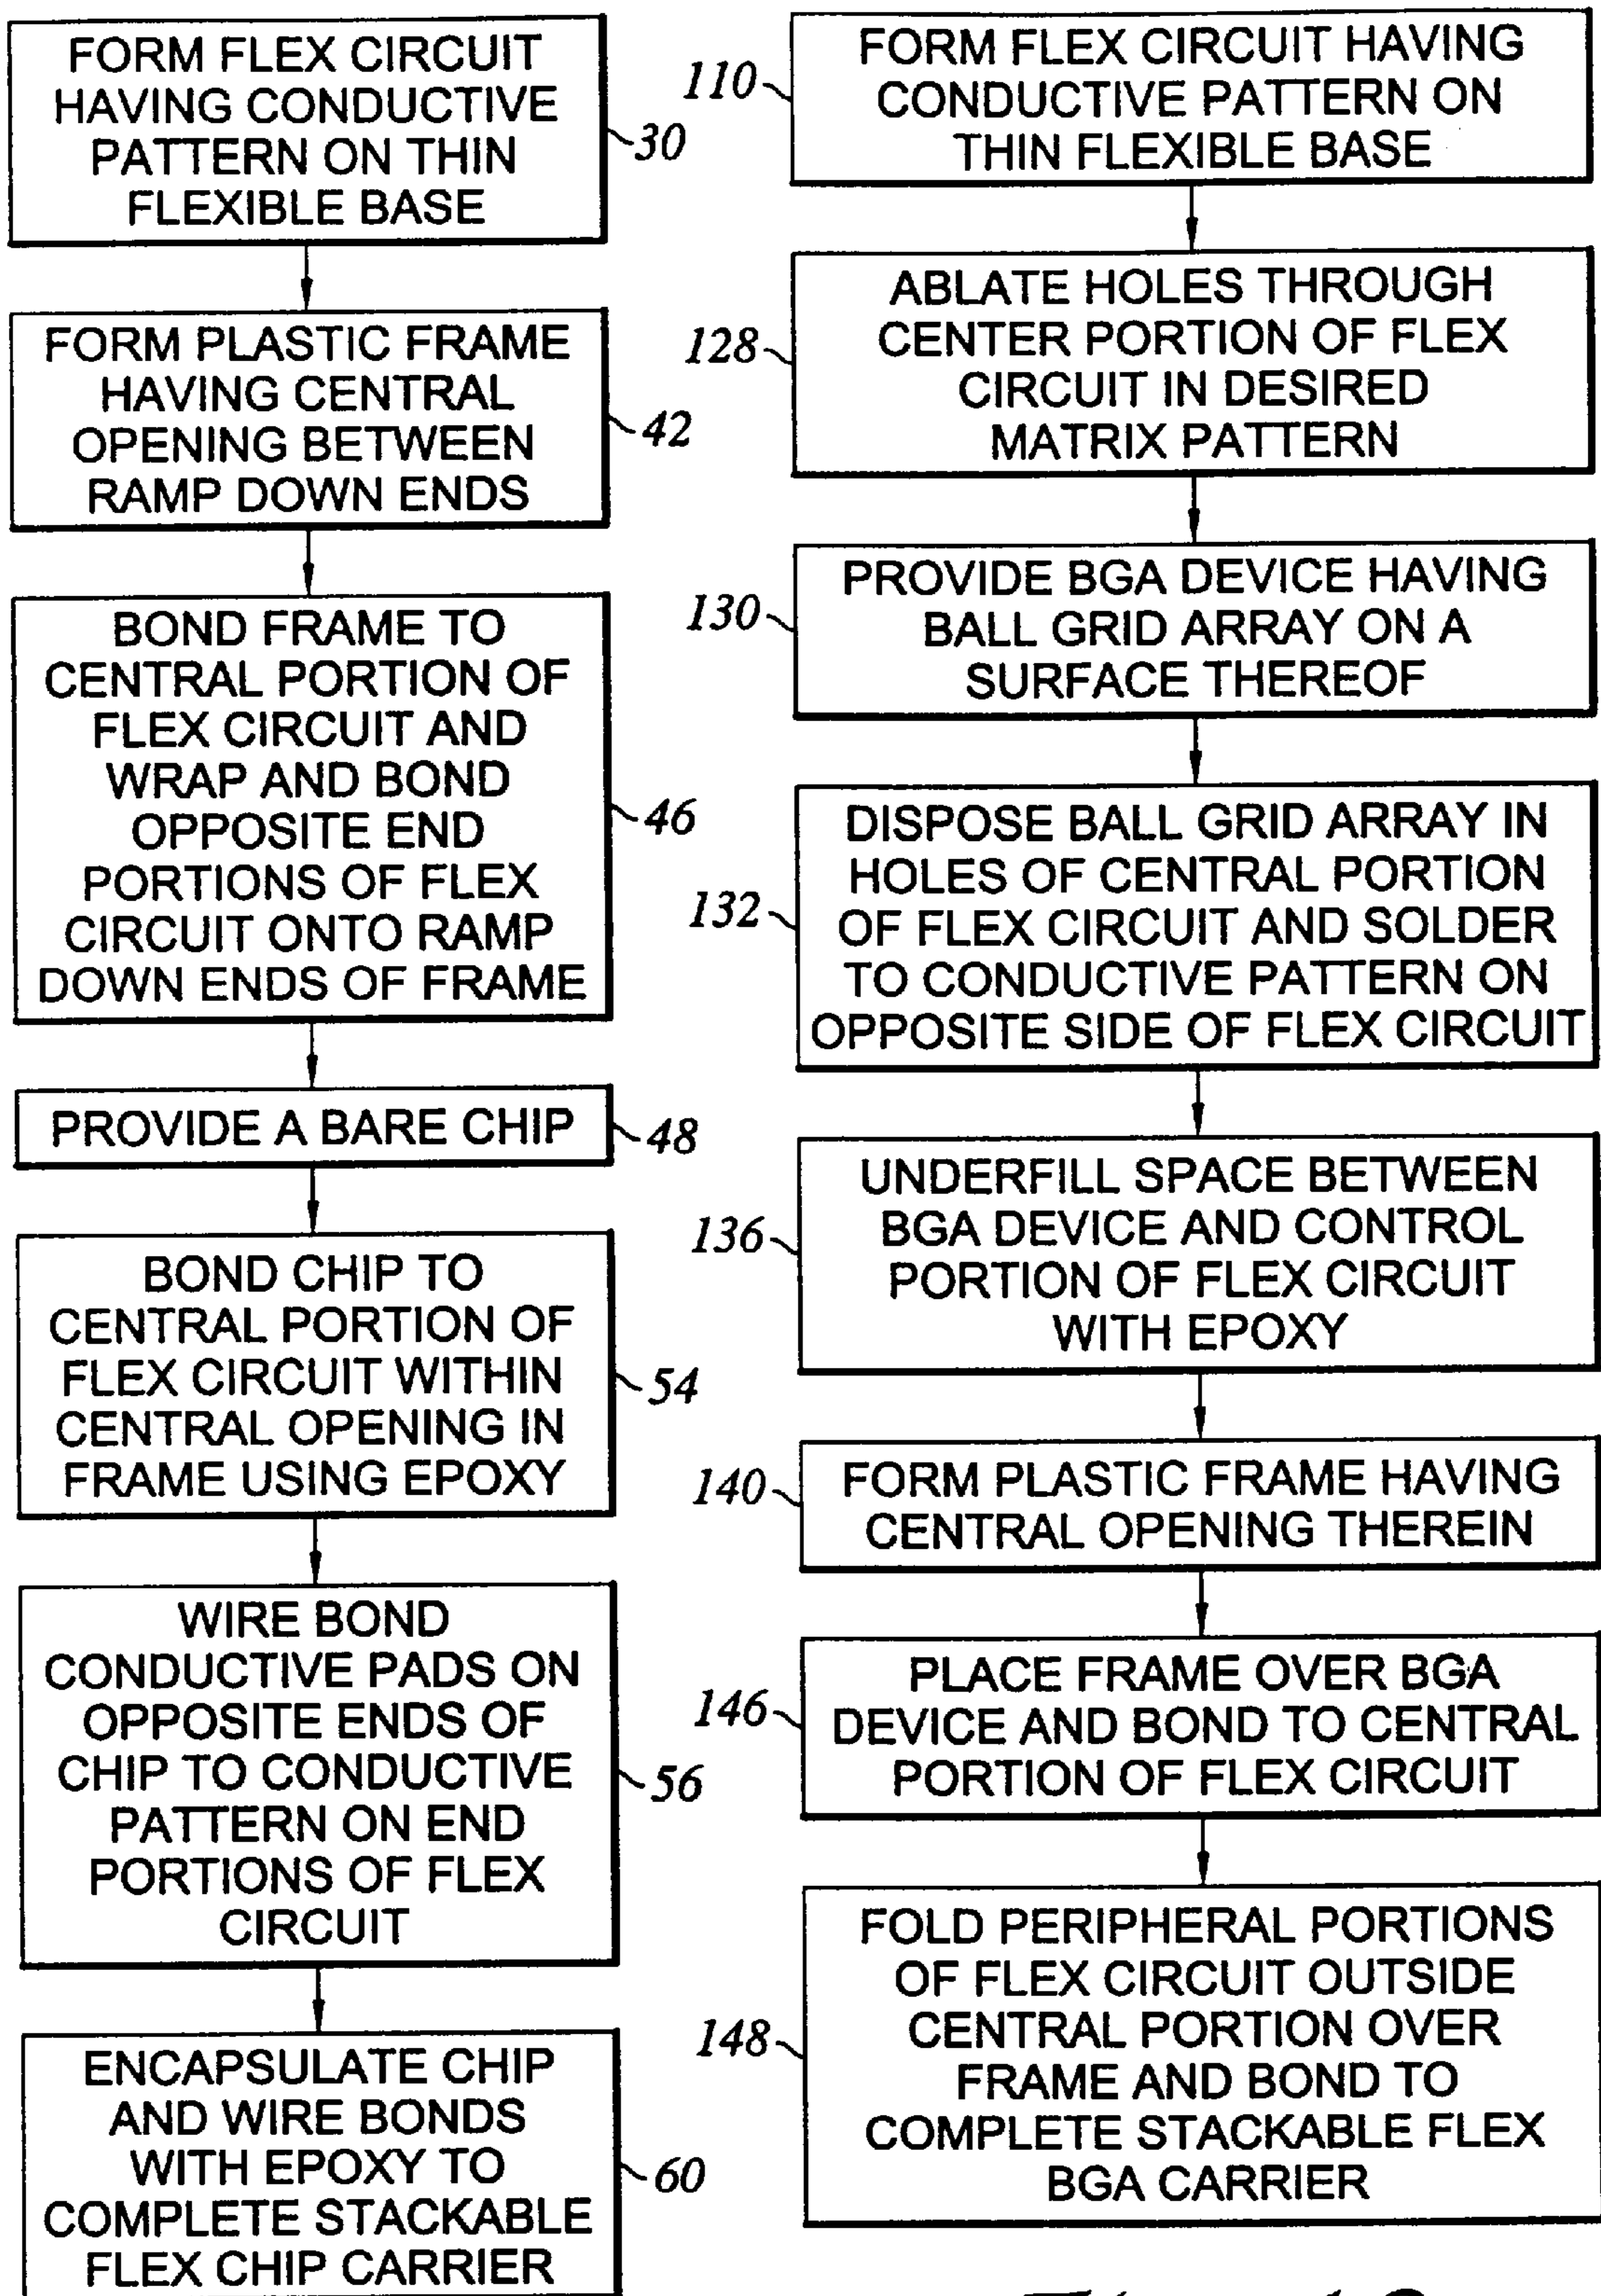 FORM FLEX CIRCUIT
HAVING CONDUCTIVE
PATTERN ON THIN
FLEXIBLE BASE
30
FORM PLASTIC FRAME
HAVING CENTRAL
OPENING BETWEEN
RAMP DOWN ENDS
42
BOND FRAME TO
CENTRAL PORTION OF
FLEX CIRCUIT AND
WRAP AND BOND
OPPOSITE END
PORTIONS OF FLEX
CIRCUIT ONTO RAMP
DOWN ENDS OF FRAME
46
PROVIDE A BARE CHIP
48
BOND CHIP TO
CENTRAL PORTION OF
FLEX CIRCUIT WITHIN
CENTRAL OPENING IN
FRAME USING EPOXY
54
WIRE BOND
CONDUCTIVE PADS ON
OPPOSITE ENDS OF
CHIP TO CONDUCTIVE
PATTERN ON END
PORTIONS OF FLEX
CIRCUIT
56
ENCAPSULATE CHIP
AND WIRE BONDS
WITH EPOXY TO
COMPLETE STACKABLE
FLEX CHIP CARRIER
60
110
FORM FLEX CIRCUIT HAVING
CONDUCTIVE PATTERN ON
THIN FLEXIBLE BASE
128
ABLATE HOLES THROUGH
CENTER PORTION OF FLEX
CIRCUIT IN DESIRED
MATRIX PATTERN
130
PROVIDE BGA DEVICE HAVING
BALL GRID ARRAY ON A
SURFACE THEREOF
132
DISPOSE BALL GRID ARRAY IN
HOLES OF CENTRAL PORTION
OF FLEX CIRCUIT AND SOLDER
TO CONDUCTIVE PATTERN ON
OPPOSITE SIDE OF FLEX CIRCUIT
136
UNDERFILL SPACE BETWEEN
BGA DEVICE AND CONTROL
PORTION OF FLEX CIRCUIT
WITH EPOXY
140
FORM PLASTIC FRAME HAVING
CENTRAL OPENING THEREIN
146
PLACE FRAME OVER BGA
DEVICE AND BOND TO CENTRAL
PORTION OF FLEX CIRCUIT
148
FOLD PERIPHERAL PORTIONS
OF FLEX CIRCUIT OUTSIDE
CENTRAL PORTION OVER
FRAME AND BOND TO
COMPLETE STACKABLE FLEX
BGA CARRIER